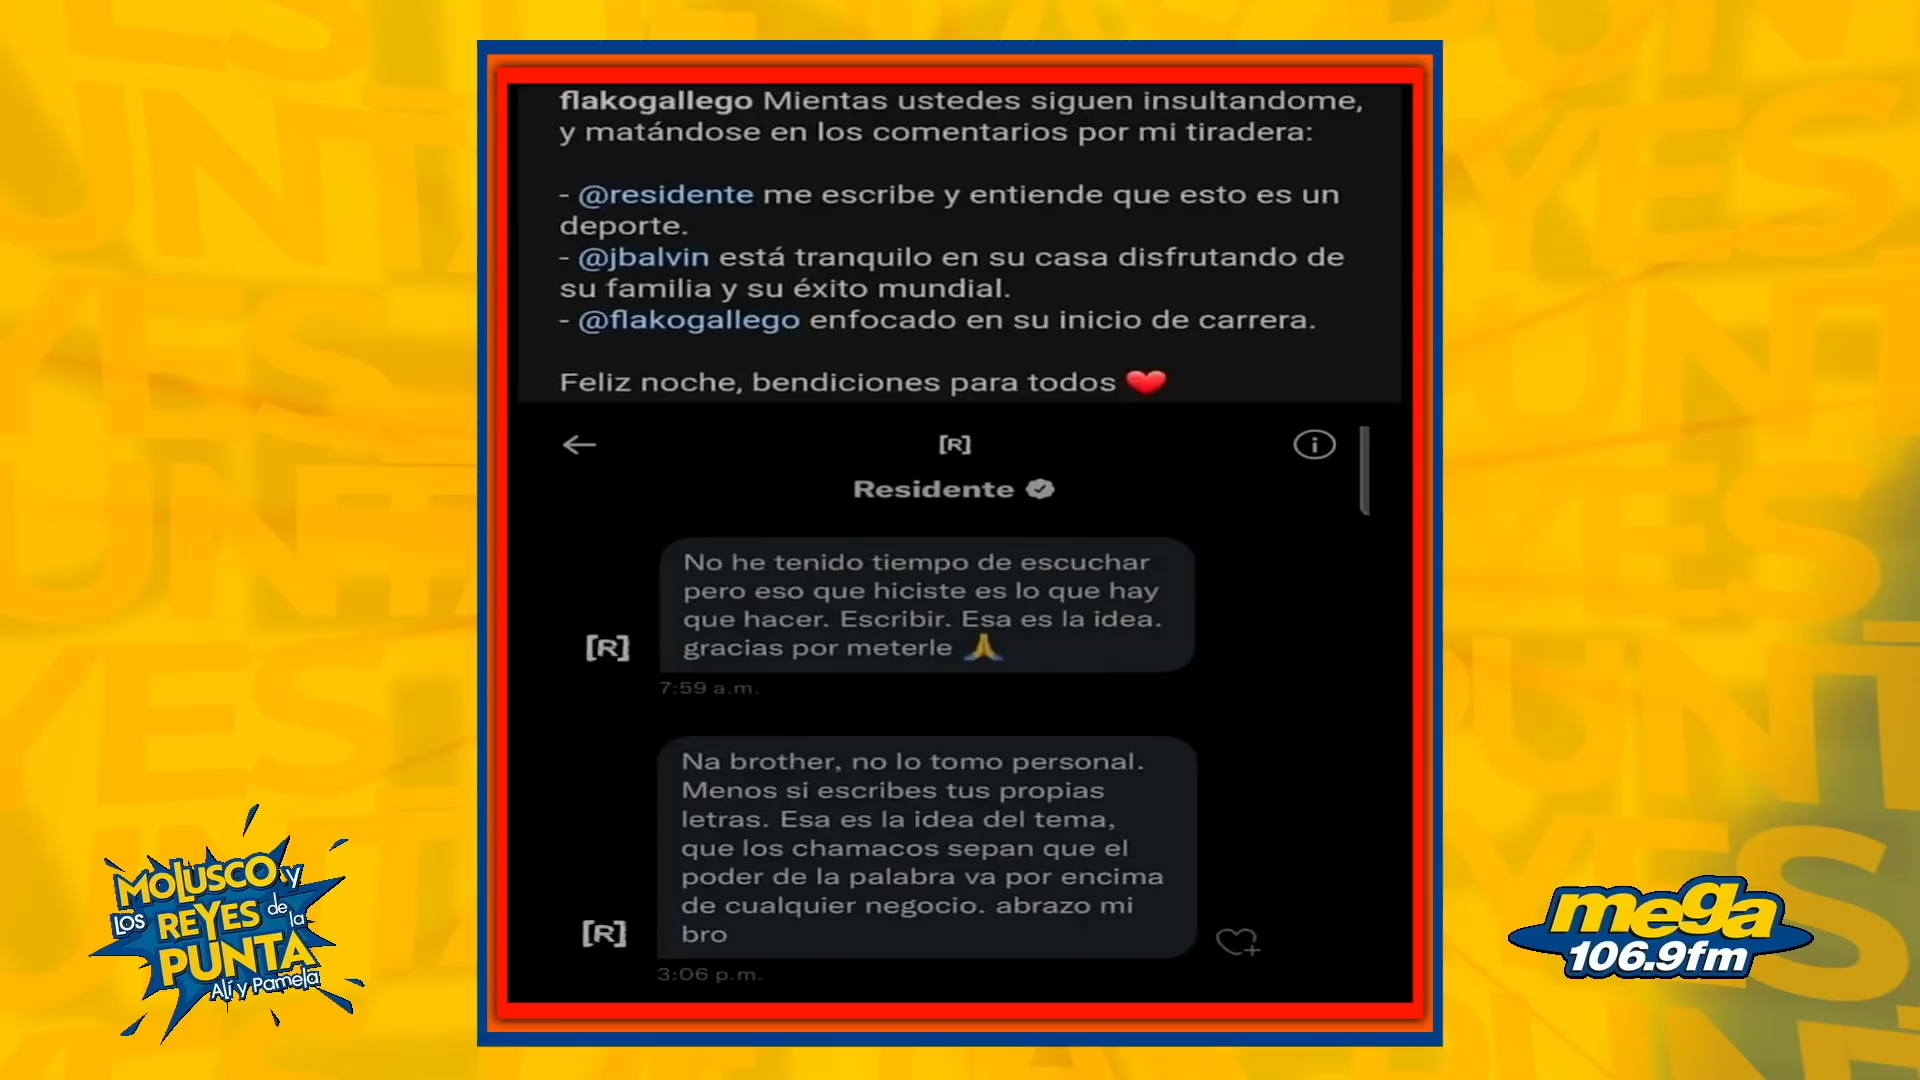 flakogallego Mientas ustedes siguen insultandome,
y matándose en los comentarios por mi tiradera:
- @residente me escribe y entiende que esto es un
deporte.
- @jbalvin está tranquilo en su casa disfrutando de
su familia y su éxito mundial.
- @flakogallego enfocado en su inicio de carrera.
Feliz noche, bendiciones para todos ❤️
[R]
Residente
No he tenido tiempo de escuchar
pero eso que hiciste es lo que hay
que hacer. Escribir. Esa es la idea.
gracias por meterle 🙏
[R]
7:59 a.m.
Na brother, no lo tomo personal.
Menos si escribes tus propias
letras. Esa es la idea del tema,
que los chamacos sepan que el
poder de la palabra va por encima
de cualquier negocio. abrazo mi
bro
[R]
3:06 p.m.
MOLUSCO y
LOS REYES de la
PUNTA
Alí y Pamela
mega
106.9fm